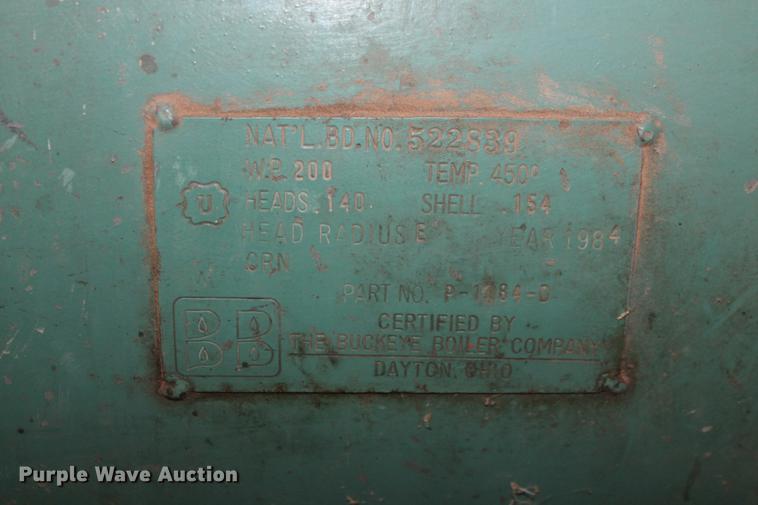 NAT'L. BD. NO. 522839
W.P. 200 TEMP. 450°
U HEADS .140 SHELL .154
HEAD RADIUS E YEAR 1984
CRN
PART NO.
CERTIFIED BY
BB THE BUCKEYE BOILER COMPANY
DAYTON, OHIO
Purple Wave Auction